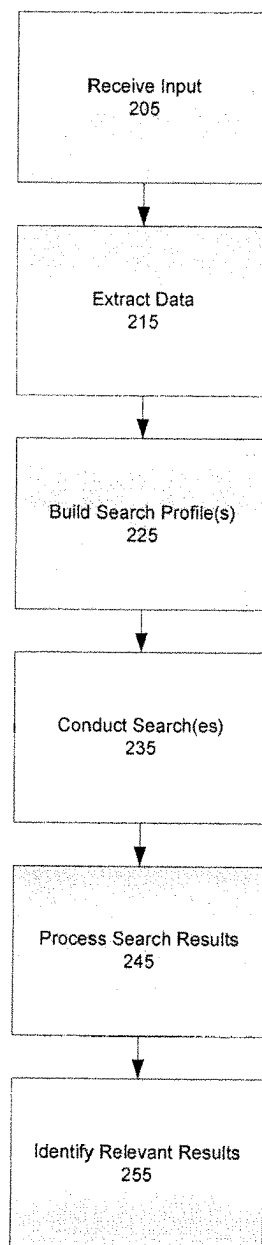 Receive Input
205
Extract Data
215
Build Search Profile(s)
225
Conduct Search(es)
235
Process Search Results
245
Identify Relevant Results
255